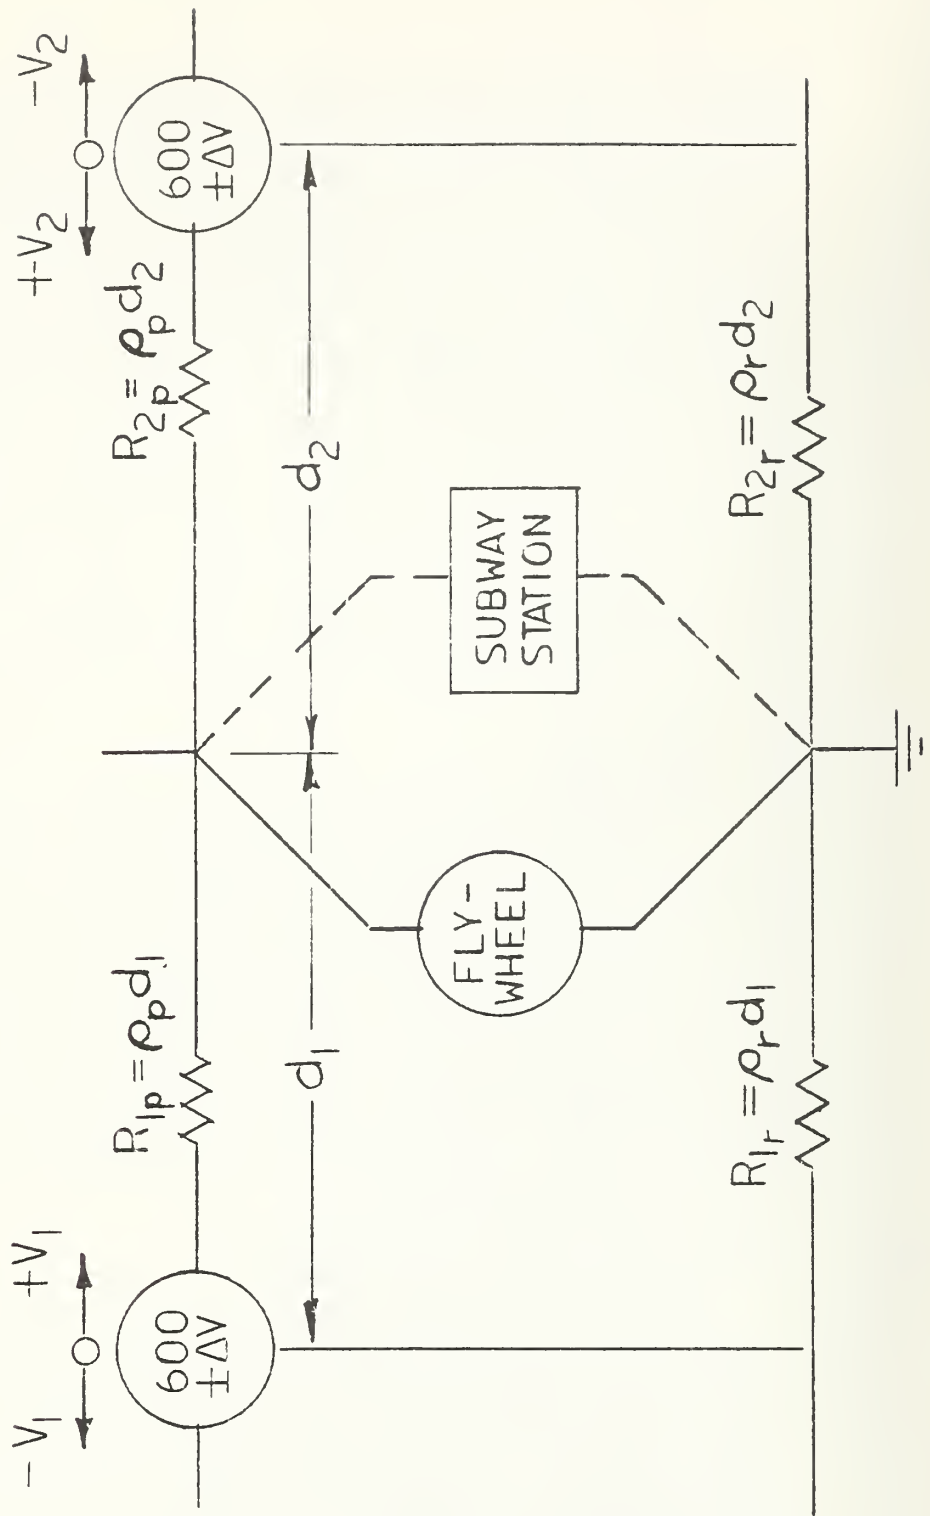 −V₁ +V₁
+V₂ −V₂
600
±ΔV
R₁ₚ = ρₚd₁
R₂ₚ = ρₚd₂
600
±ΔV
d₁
d₂
FLY-
WHEEL
SUBWAY
STATION
R₁ᵣ = ρᵣd₁
R₂ᵣ = ρᵣd₂